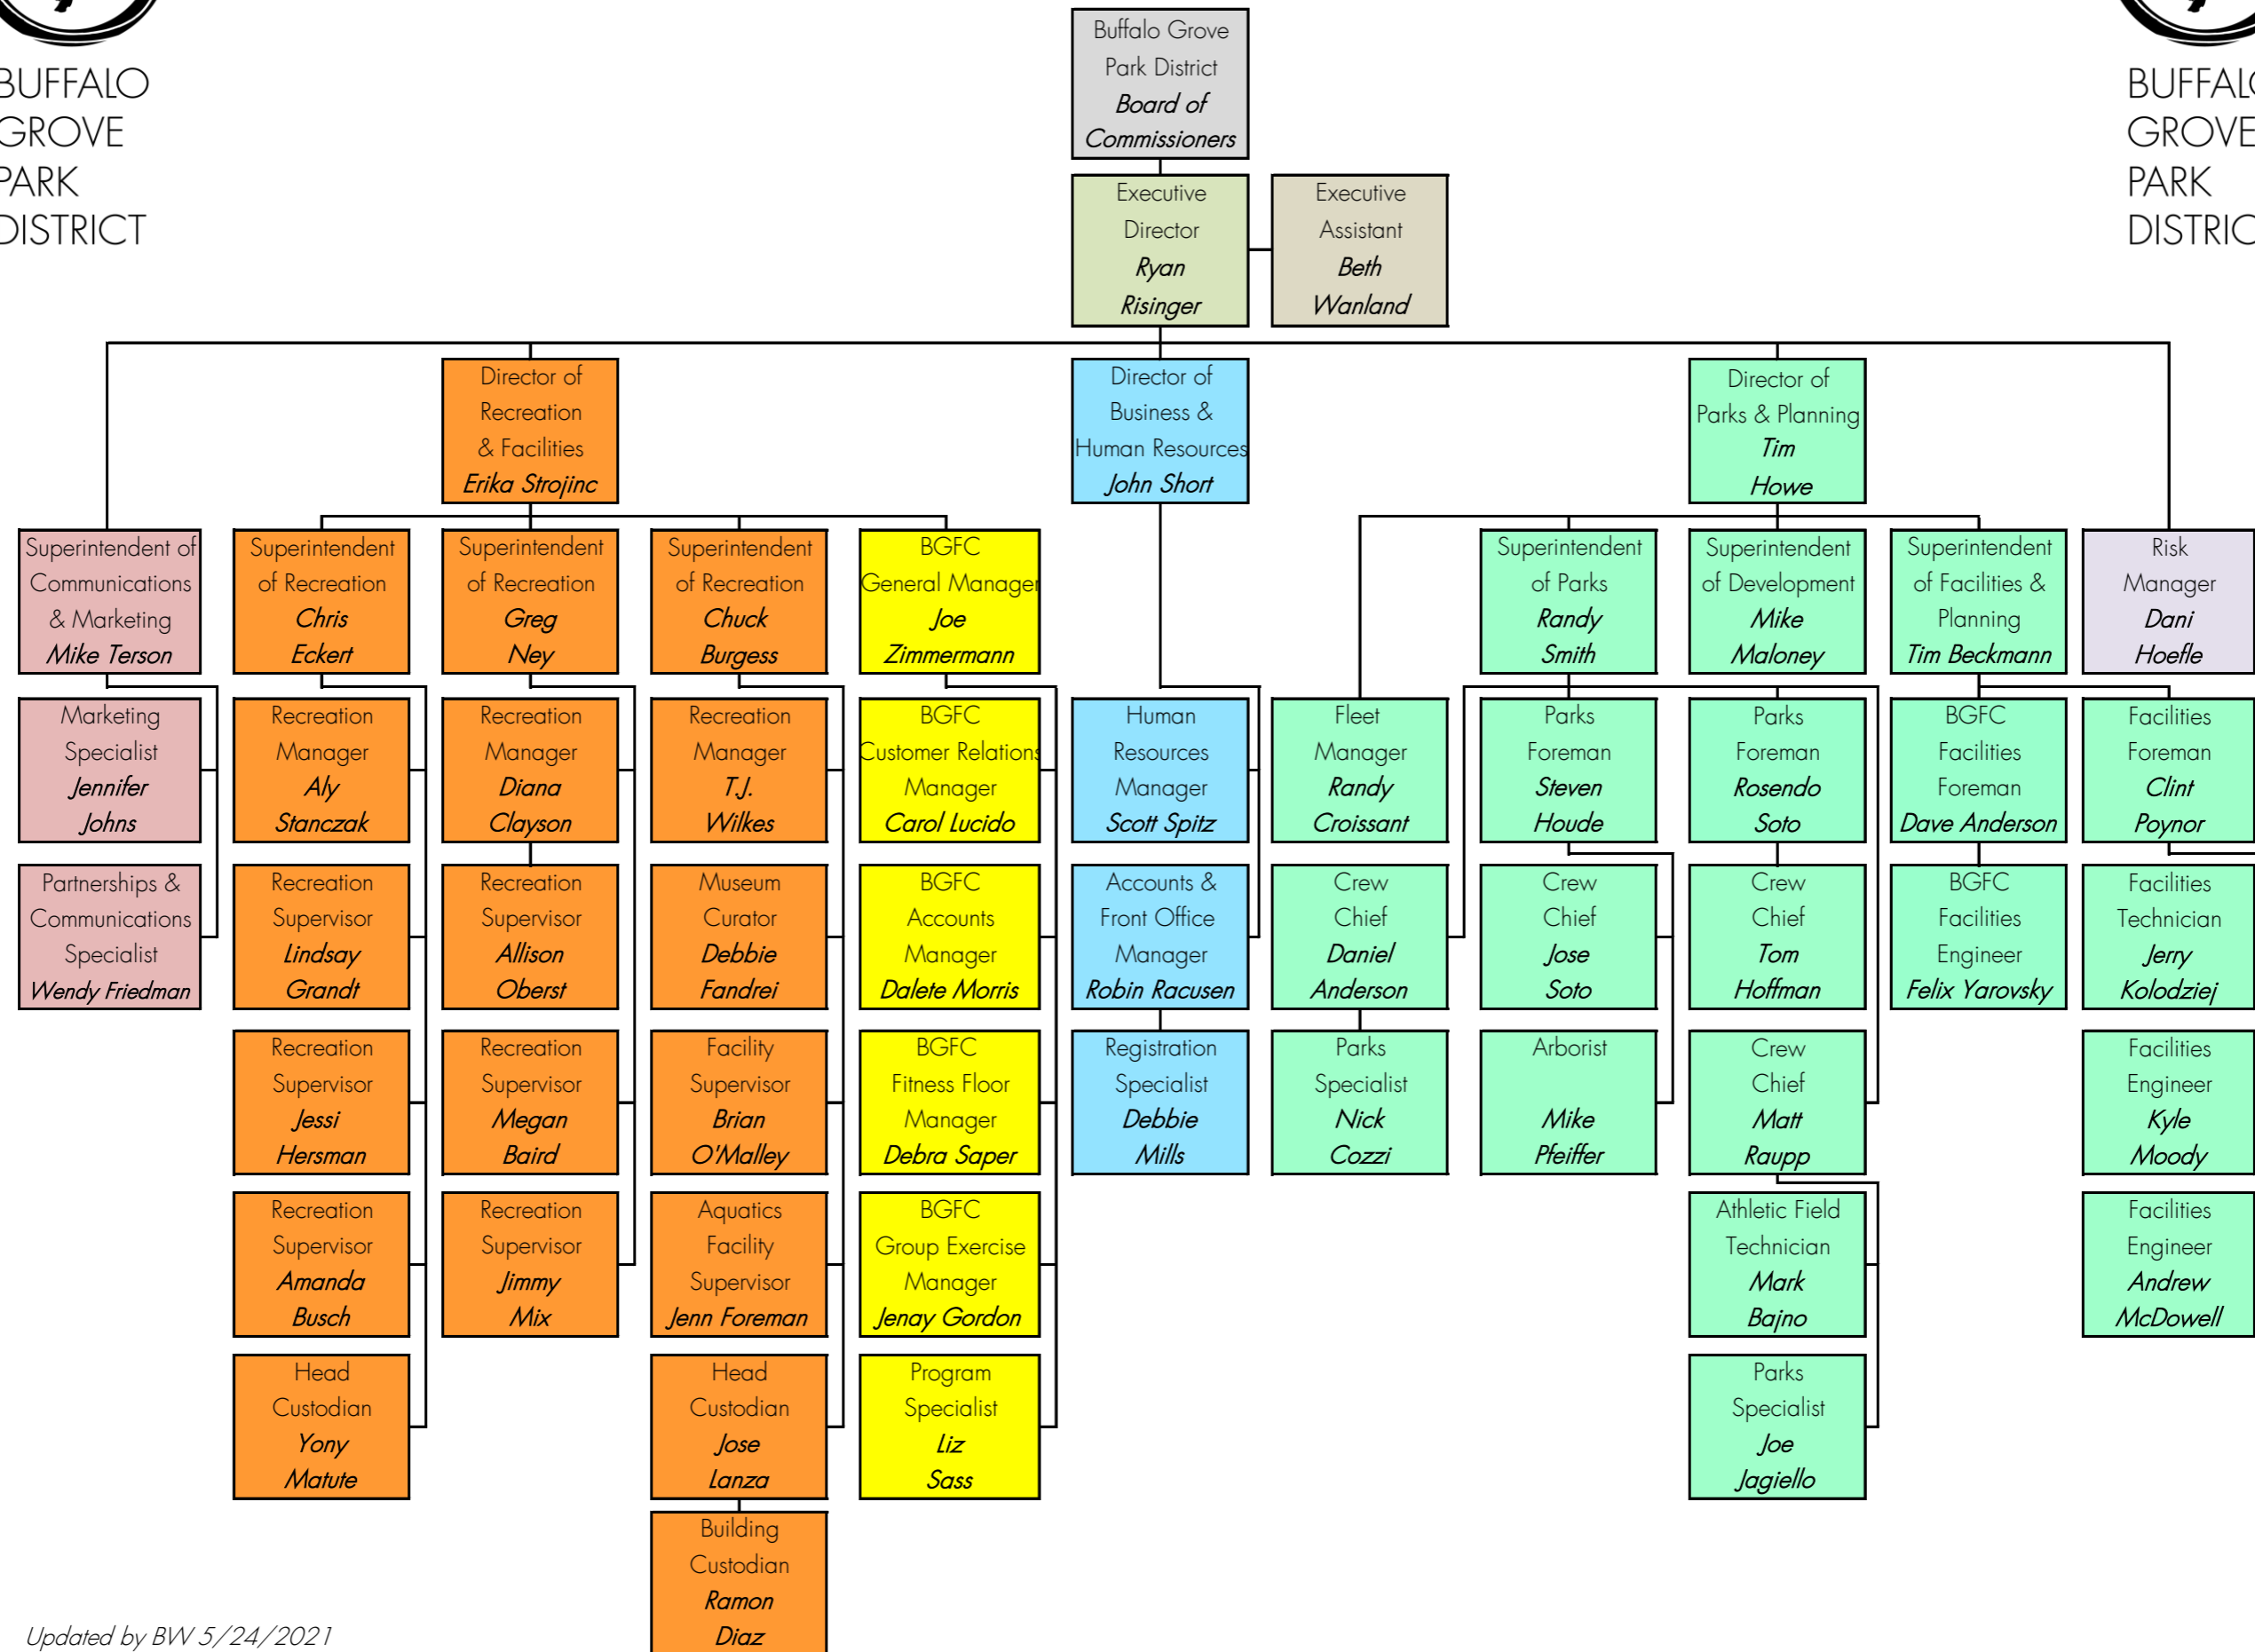 BUFFALO
GROVE
PARK
DISTRICT
Buffalo Grove
Park District
Board of
Commissioners
BUFFALO
GROVE
PARK
DISTRIC
Executive
Director
Ryan
Risinger
Executive
Assistant
Beth
Wanland
Director of
Recreation
& Facilities
Erika Strojinc
Director of
Business &
Human Resources
John Short
Director of
Parks & Planning
Tim
Howe
Superintendent of
Communications
& Marketing
Mike Terson
Superintendent
of Recreation
Chris
Eckert
Superintendent
of Recreation
Greg
Ney
Superintendent
of Recreation
Chuck
Burgess
BGFC
General Manager
Joe
Zimmermann
Superintendent
of Parks
Randy
Smith
Superintendent
of Development
Mike
Maloney
Superintendent
of Facilities &
Planning
Tim Beckmann
Risk
Manager
Dani
Hoefle
Marketing
Specialist
Jennifer
Johns
Recreation
Manager
Aly
Stanczak
Recreation
Manager
Diana
Clayson
Recreation
Manager
T.J.
Wilkes
BGFC
Customer Relations
Manager
Carol Lucido
Human
Resources
Manager
Scott Spitz
Fleet
Manager
Randy
Croissant
Parks
Foreman
Steven
Houde
Parks
Foreman
Rosendo
Soto
BGFC
Facilities
Foreman
Dave Anderson
Facilities
Foreman
Clint
Poynor
Partnerships &
Communications
Specialist
Wendy Friedman
Recreation
Supervisor
Lindsay
Grandt
Recreation
Supervisor
Allison
Oberst
Museum
Curator
Debbie
Fandrei
BGFC
Accounts
Manager
Dalete Morris
Accounts &
Front Office
Manager
Robin Racusen
Crew
Chief
Daniel
Anderson
Crew
Chief
Jose
Soto
Crew
Chief
Tom
Hoffman
BGFC
Facilities
Engineer
Felix Yarovsky
Facilities
Technician
Jerry
Kolodziej
Recreation
Supervisor
Jessi
Hersman
Recreation
Supervisor
Megan
Baird
Facility
Supervisor
Brian
O'Malley
BGFC
Fitness Floor
Manager
Debra Saper
Registration
Specialist
Debbie
Mills
Parks
Specialist
Nick
Cozzi
Arborist
Mike
Pfeiffer
Crew
Chief
Matt
Raupp
Facilities
Engineer
Kyle
Moody
Recreation
Supervisor
Amanda
Busch
Recreation
Supervisor
Jimmy
Mix
Aquatics
Facility
Supervisor
Jenn Foreman
BGFC
Group Exercise
Manager
Jenay Gordon
Athletic Field
Technician
Mark
Bajno
Facilities
Engineer
Andrew
McDowell
Head
Custodian
Yony
Matute
Head
Custodian
Jose
Lanza
Program
Specialist
Liz
Sass
Parks
Specialist
Joe
Jagiello
Building
Custodian
Ramon
Diaz
Updated by BW 5/24/2021